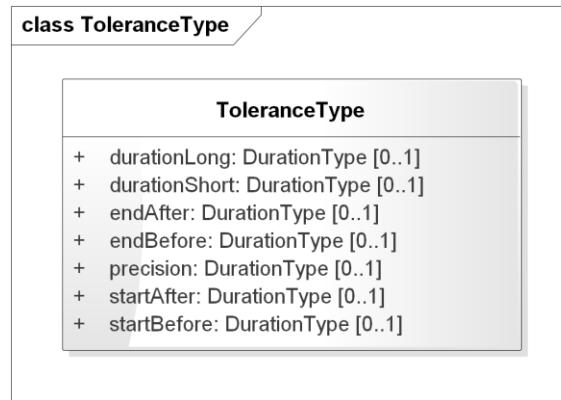 class ToleranceType
ToleranceType
+ durationLong: DurationType [0..1]
+ durationShort: DurationType [0..1]
+ endAfter: DurationType [0..1]
+ endBefore: DurationType [0..1]
+ precision: DurationType [0..1]
+ startAfter: DurationType [0..1]
+ startBefore: DurationType [0..1]